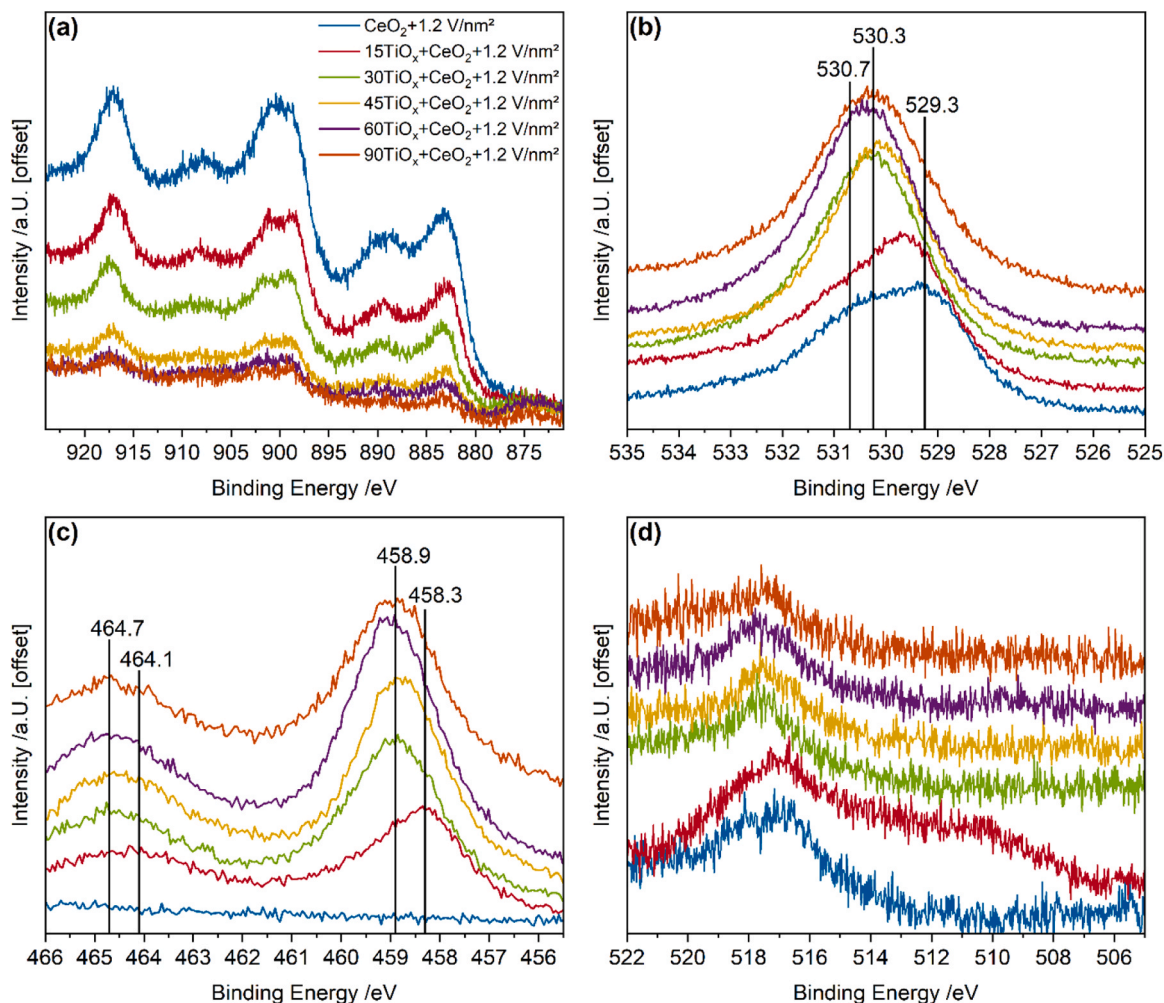 (a)
CeO₂+1.2 V/nm²
15TiOₓ+CeO₂+1.2 V/nm²
30TiOₓ+CeO₂+1.2 V/nm²
45TiOₓ+CeO₂+1.2 V/nm²
60TiOₓ+CeO₂+1.2 V/nm²
90TiOₓ+CeO₂+1.2 V/nm²
Intensity /a.U. [offset]
920 915 910 905 900 895 890 885 880 875
Binding Energy /eV
(b)
530.3
530.7
529.3
Intensity /a.U. [offset]
535 534 533 532 531 530 529 528 527 526 525
Binding Energy /eV
(c)
458.9
458.3
464.7
464.1
Intensity /a.U. [offset]
466 465 464 463 462 461 460 459 458 457 456
Binding Energy /eV
(d)
Intensity /a.U. [offset]
522 520 518 516 514 512 510 508 506
Binding Energy /eV